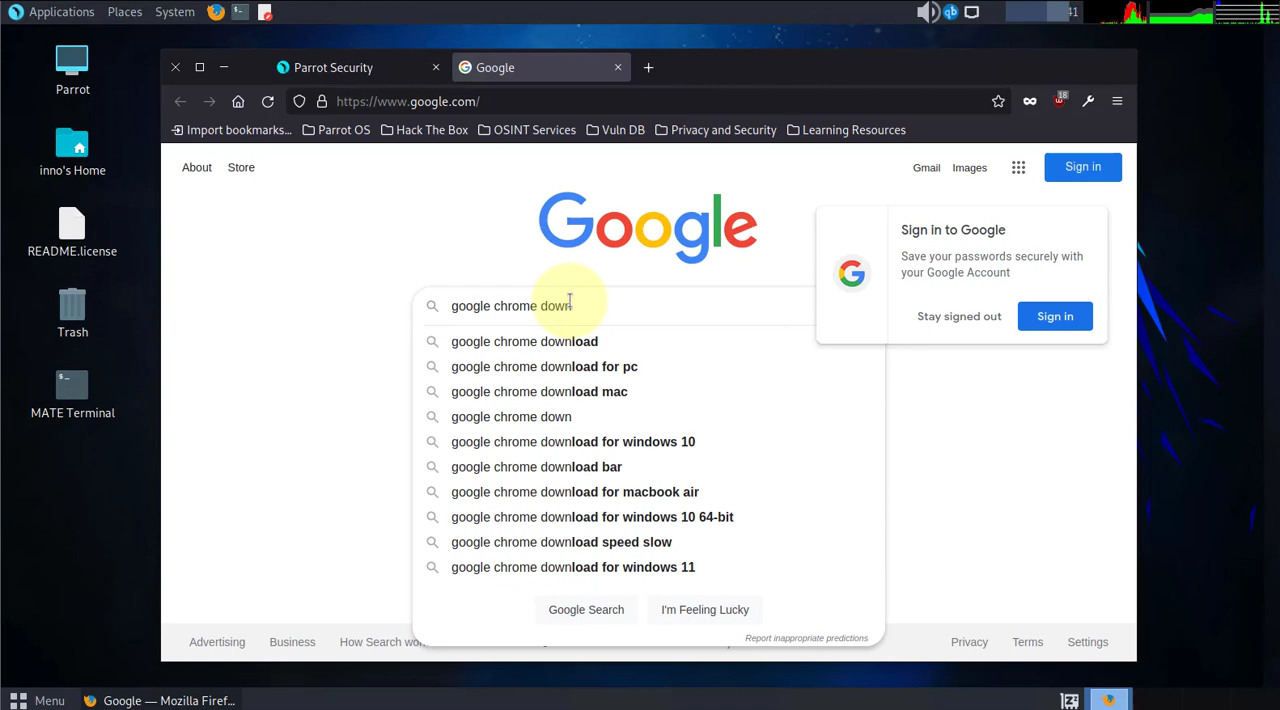 Applications Places System
41
Parrot
inno's Home
README.license
Trash
MATE Terminal
Parrot Security
Google
https://www.google.com/
18
Import bookmarks...
Parrot OS
Hack The Box
OSINT Services
Vuln DB
Privacy and Security
Learning Resources
About Store
Gmail Images
Sign in
Google
Sign in to Google
Save your passwords securely with
your Google Account
Stay signed out
Sign in
google chrome down
google chrome download
google chrome download for pc
google chrome download mac
google chrome down
google chrome download for windows 10
google chrome download bar
google chrome download for macbook air
google chrome download for windows 10 64-bit
google chrome download speed slow
google chrome download for windows 11
Google Search
I'm Feeling Lucky
Report inappropriate predictions
Advertising Business How Search
Privacy Terms Settings
Menu
Google — Mozilla Firef...